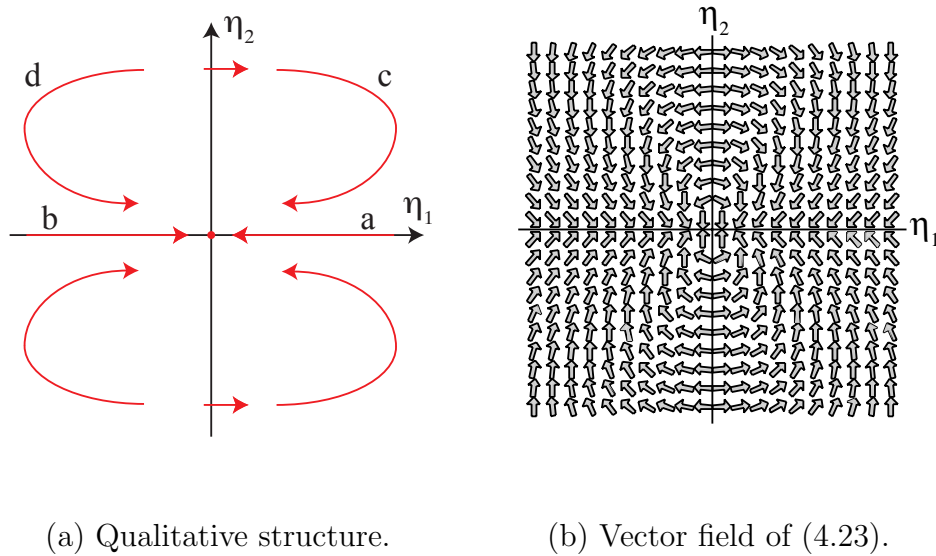 η2
d
c
b
a
η1
η2
η1
(a) Qualitative structure.
(b) Vector field of (4.23).